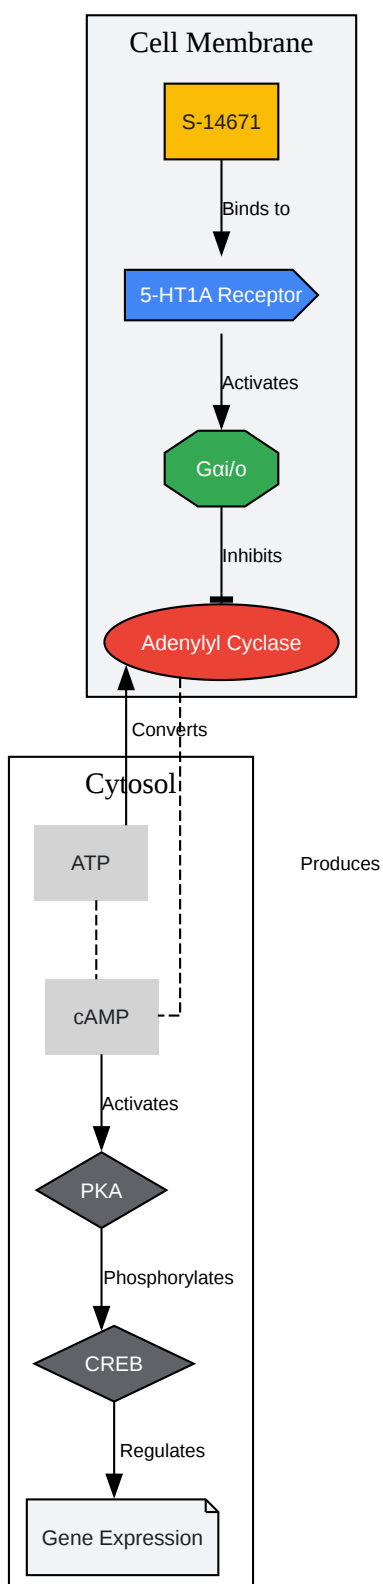 Cell Membrane
S-14671
Binds to
5-HT1A Receptor
Activates
Gαi/o
Inhibits
Adenylyl Cyclase
Converts
Cytosol
ATP
Produces
cAMP
Activates
PKA
Phosphorylates
CREB
Regulates
Gene Expression